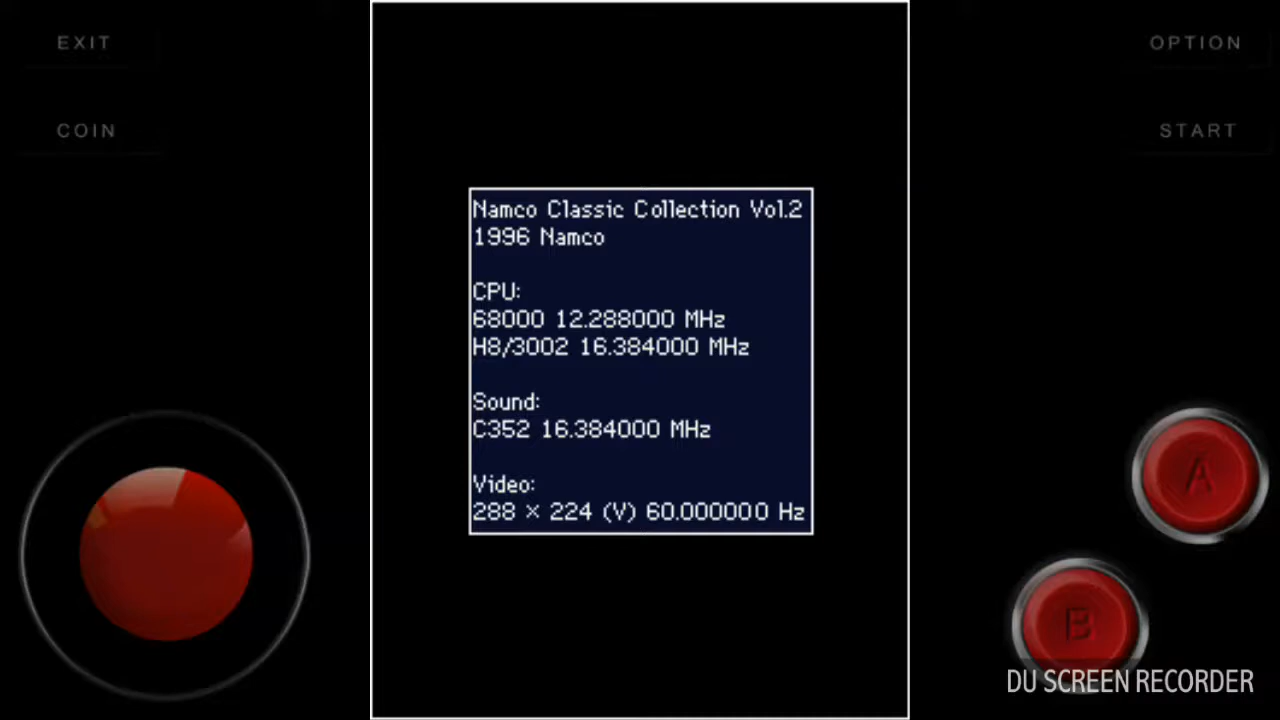 EXIT
OPTION
COIN
START
Namco Classic Collection Vol.2
1996 Namco
CPU:
68000 12.288000 MHz
H8/3002 16.384000 MHz
Sound:
C352 16.384000 MHz
Video:
288 × 224 (V) 60.000000 Hz
A
B
DU SCREEN RECORDER